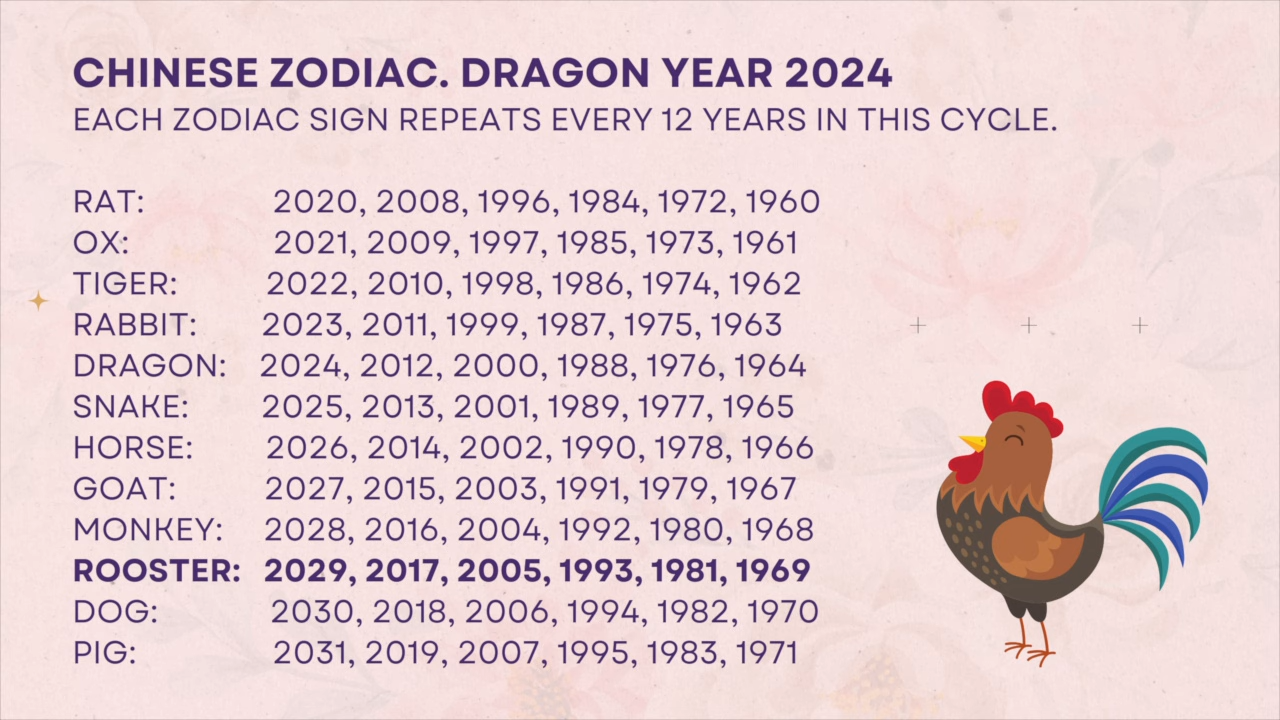 CHINESE ZODIAC. DRAGON YEAR 2024
EACH ZODIAC SIGN REPEATS EVERY 12 YEARS IN THIS CYCLE.
RAT: 2020, 2008, 1996, 1984, 1972, 1960
OX: 2021, 2009, 1997, 1985, 1973, 1961
TIGER: 2022, 2010, 1998, 1986, 1974, 1962
RABBIT: 2023, 2011, 1999, 1987, 1975, 1963
DRAGON: 2024, 2012, 2000, 1988, 1976, 1964
SNAKE: 2025, 2013, 2001, 1989, 1977, 1965
HORSE: 2026, 2014, 2002, 1990, 1978, 1966
GOAT: 2027, 2015, 2003, 1991, 1979, 1967
MONKEY: 2028, 2016, 2004, 1992, 1980, 1968
ROOSTER: 2029, 2017, 2005, 1993, 1981, 1969
DOG: 2030, 2018, 2006, 1994, 1982, 1970
PIG: 2031, 2019, 2007, 1995, 1983, 1971